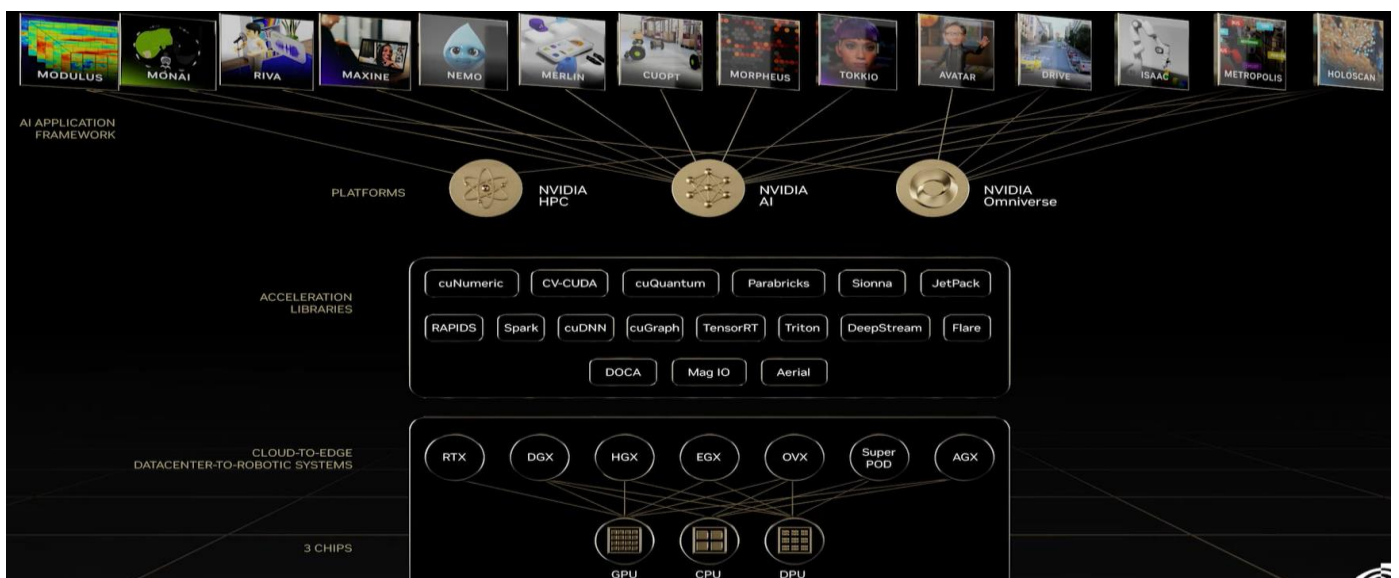 MODULUS
MONAI
RIVA
MAXINE
NEMO
MERLIN
CUOPT
MORPHEUS
TOKKIO
AVATAR
DRIVE
ISAAC
METROPOLIS
HOLOSCAN
AI APPLICATION
FRAMEWORK
PLATFORMS
NVIDIA
HPC
NVIDIA
AI
NVIDIA
Omniverse
ACCELERATION
LIBRARIES
cuNumeric
CV-CUDA
cuQuantum
Parabricks
Sionna
JetPack
RAPIDS
Spark
cuDNN
cuGraph
TensorRT
Triton
DeepStream
Flare
DOCA
Mag IO
Aerial
CLOUD-TO-EDGE
DATACENTER-TO-ROBOTIC SYSTEMS
RTX
DGX
HGX
EGX
OVX
Super
POD
AGX
3 CHIPS
GPU
CPU
DPU